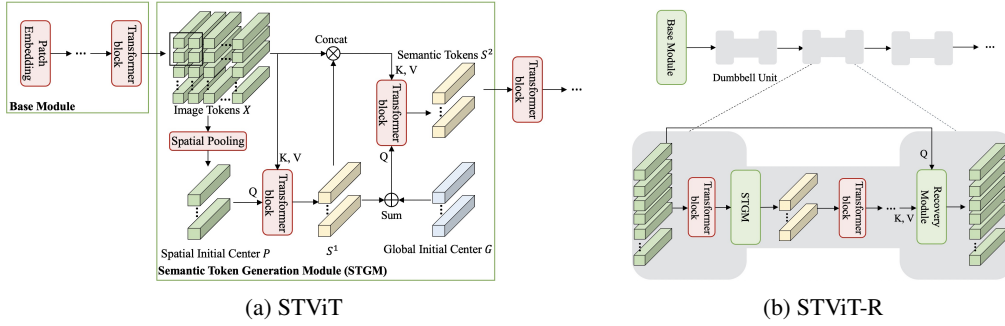 Patch
Embedding
...
Transformer
block
Base Module
Image Tokens X
Spatial Pooling
Spatial Initial Center P
Q
K, V
Transformer
block
S¹
Concat
K, V
Transformer
block
Q
Sum
Semantic Tokens S²
Global Initial Center G
Semantic Token Generation Module (STGM)
Transformer
block
...
(a) STViT
Base Module
Dumbbell Unit
...
Transformer
block
STGM
Transformer
block
...
K, V
Q
Recovery
Module
(b) STViT-R